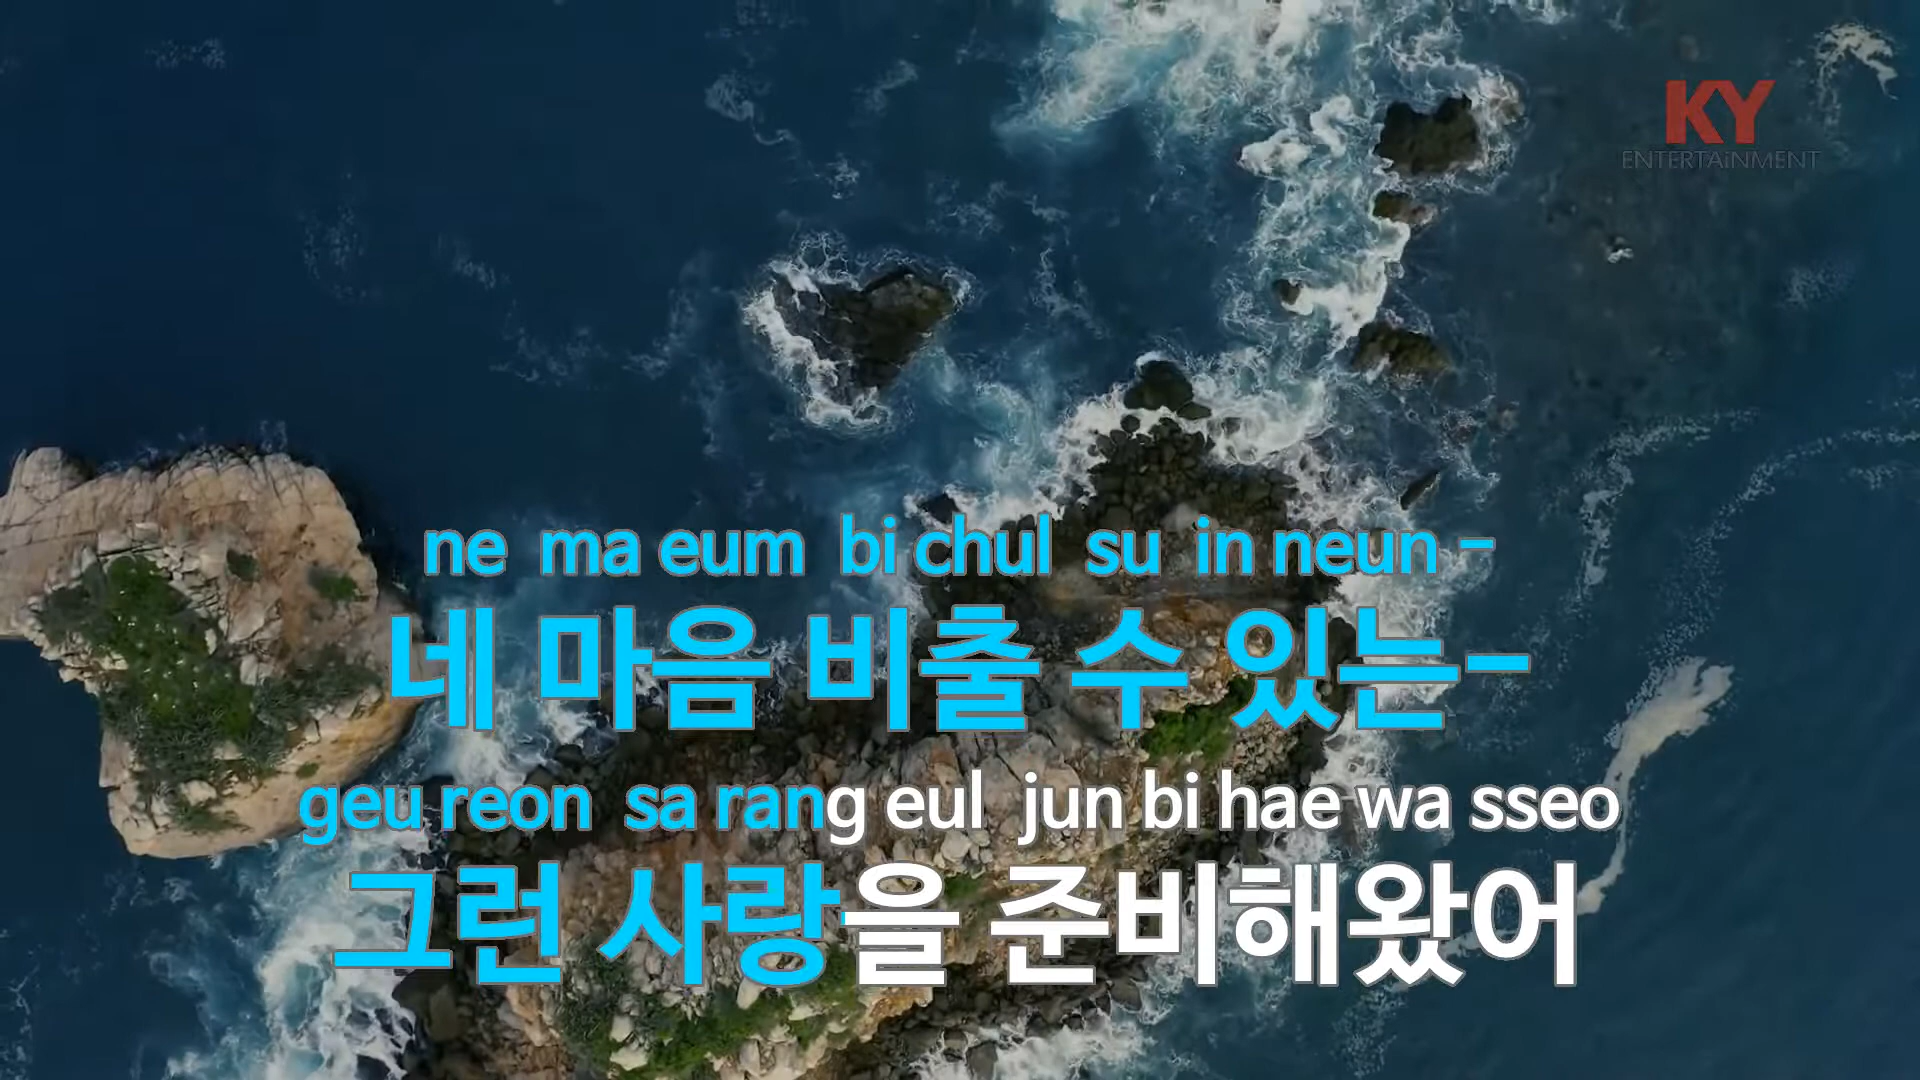 KY
ENTERTAiNMENT
ne ma eum bi chul su in neun -
네 마음 비출 수 있는-
geu reon sa rang eul jun bi hae wa sseo
그런 사랑을 준비해왔어